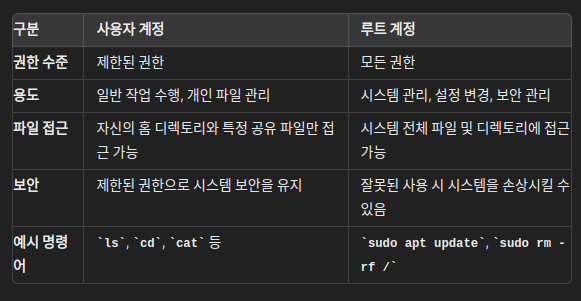 구분 사용자 계정 루트 계정
권한 수준 제한된 권한 모든 권한
용도 일반 작업 수행, 개인 파일 관리 시스템 관리, 설정 변경, 보안 관리
파일 접근 자신의 홈 디렉토리와 특정 공유 파일만 접 시스템 전체 파일 및 디렉토리에 접근
근 가능 가능
보안 제한된 권한으로 시스템 보안을 유지 잘못된 사용 시 시스템을 손상시킬 수
있음
예시 명령 `ls`, `cd`, `cat` 등 `sudo apt update`, `sudo rm -
어 rf /`